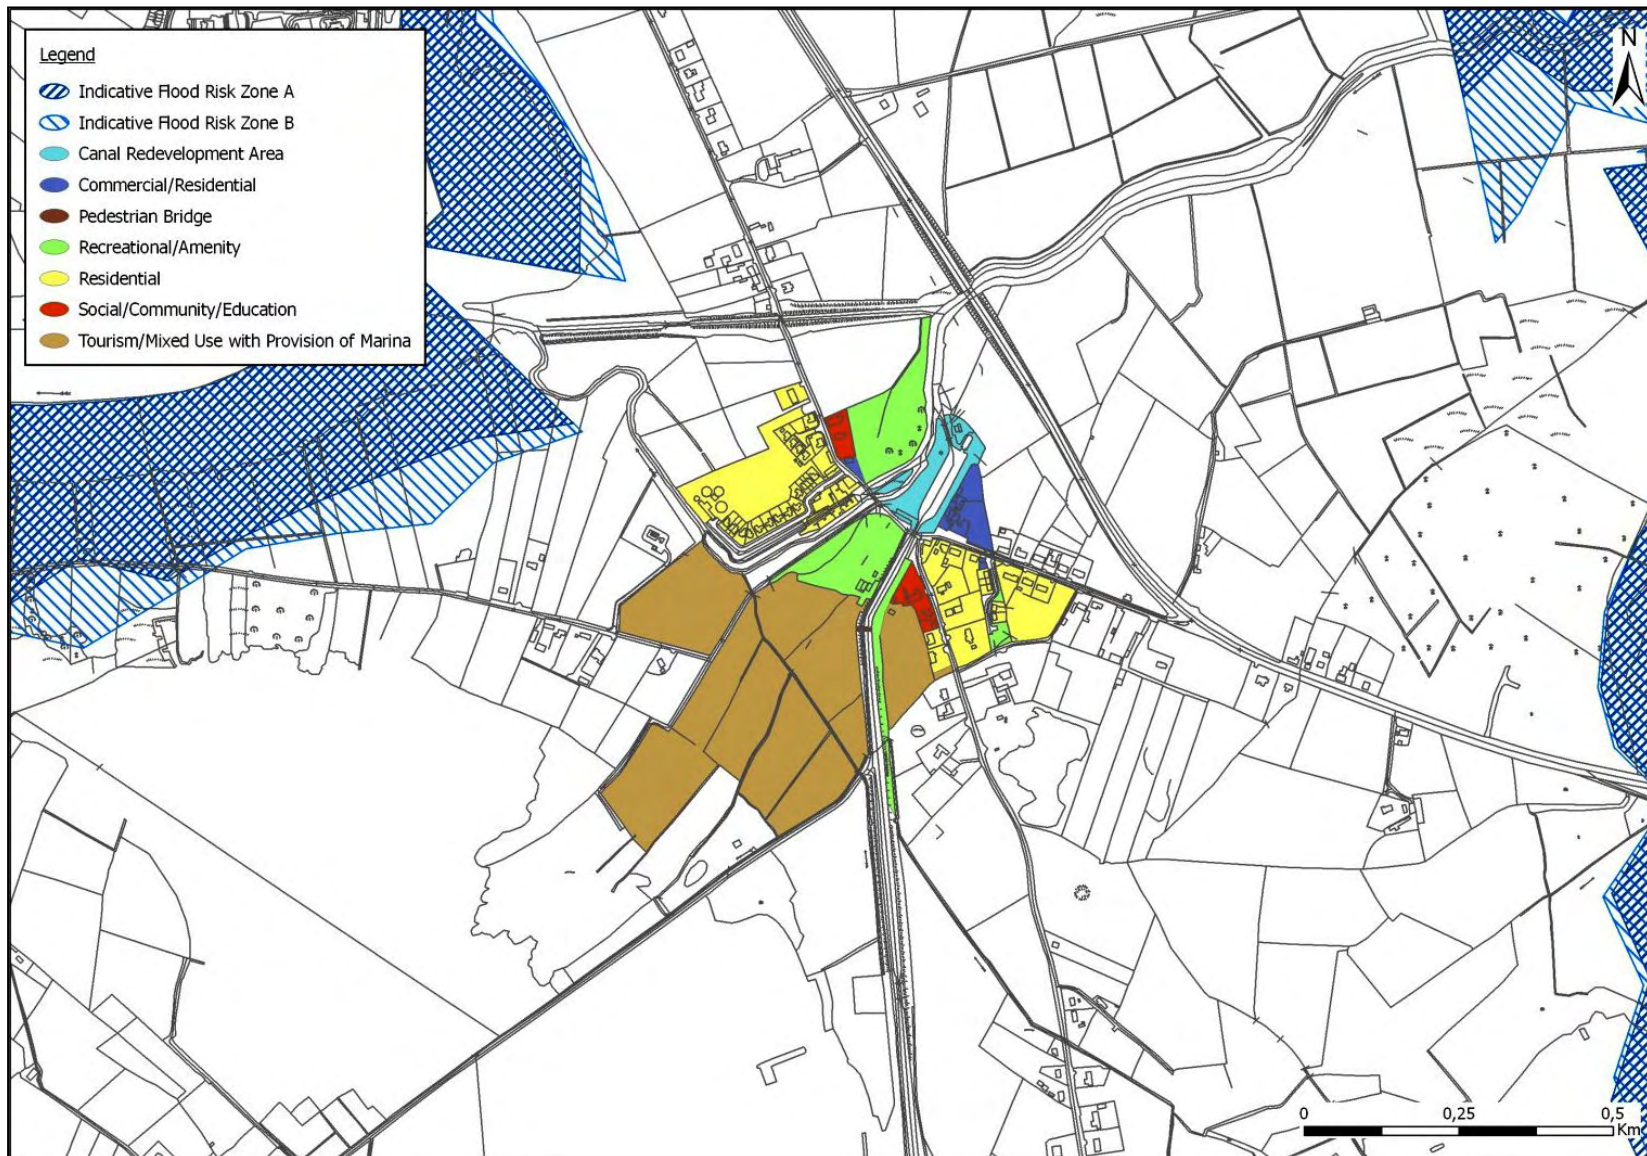 Legend
Indicative Flood Risk Zone A
Indicative Flood Risk Zone B
Canal Redevelopment Area
Commercial/Residential
Pedestrian Bridge
Recreational/Amenity
Residential
Social/Community/Education
Tourism/Mixed Use with Provision of Marina
N
0 0,25 0,5
Km